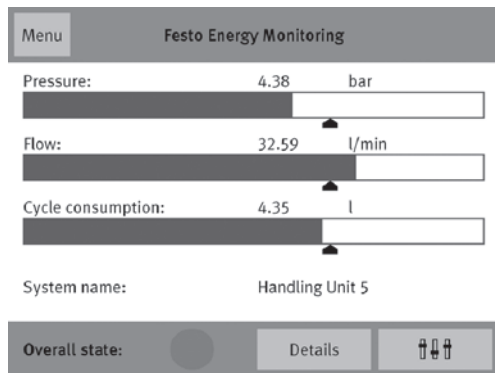 Menu
Festo Energy Monitoring
Pressure: 4.38 bar
Flow: 32.59 l/min
Cycle consumption: 4.35 l
System name: Handling Unit 5
Overall state: Details